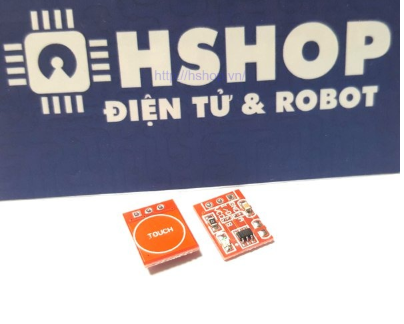 HSHOP
http://hshop.vn/
ĐIỆN TỬ & ROBOT
TOUCH